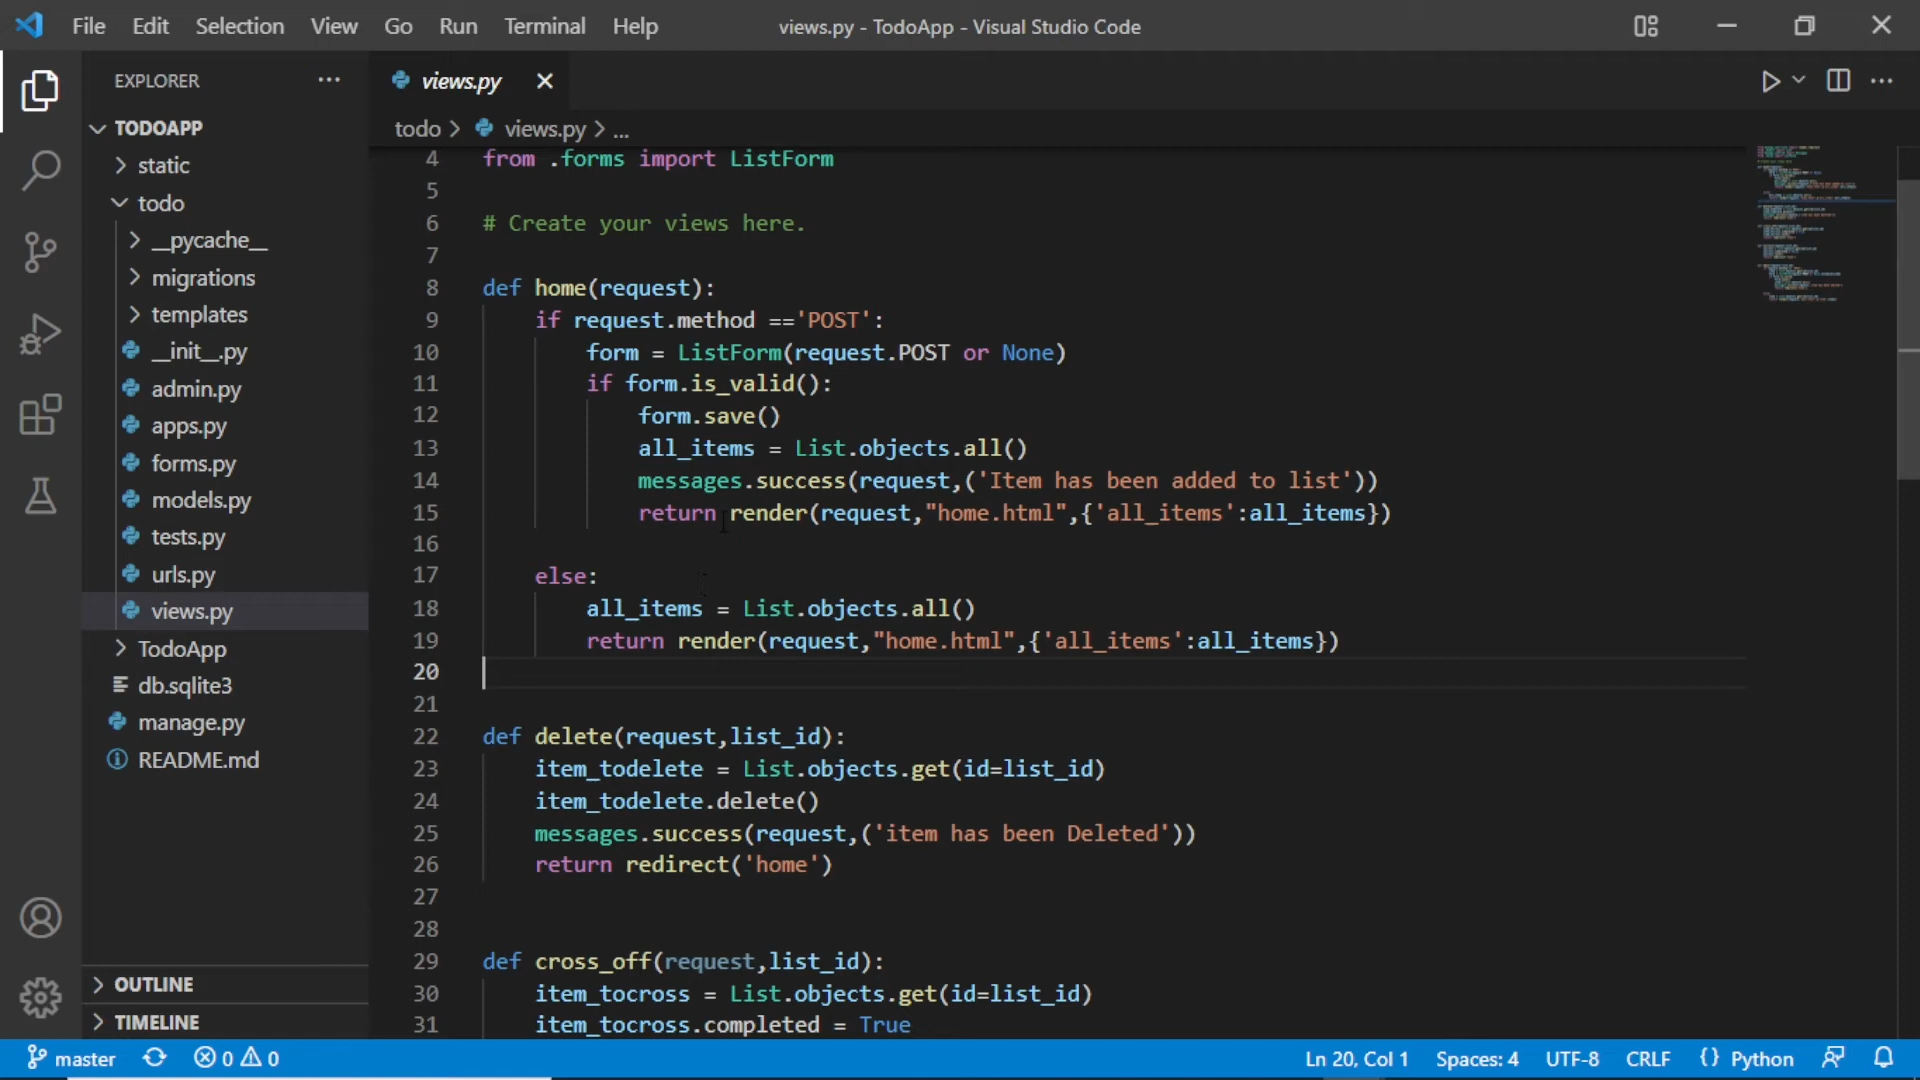 File Edit Selection View Go Run Terminal Help
views.py - TodoApp - Visual Studio Code
EXPLORER
TODOAPP
static
todo
__pycache__
migrations
templates
__init__.py
admin.py
apps.py
forms.py
models.py
tests.py
urls.py
views.py
TodoApp
db.sqlite3
manage.py
README.md
OUTLINE
TIMELINE
views.py
todo > views.py > ...
4 from .forms import ListForm
5
6 # Create your views here.
7
8 def home(request):
9 if request.method =='POST':
10 form = ListForm(request.POST or None)
11 if form.is_valid():
12 form.save()
13 all_items = List.objects.all()
14 messages.success(request,('Item has been added to list'))
15 return render(request,"home.html",{'all_items':all_items})
16
17 else:
18 all_items = List.objects.all()
19 return render(request,"home.html",{'all_items':all_items})
20
21
22 def delete(request,list_id):
23 item_todelete = List.objects.get(id=list_id)
24 item_todelete.delete()
25 messages.success(request,('item has been Deleted'))
26 return redirect('home')
27
28
29 def cross_off(request,list_id):
30 item_tocross = List.objects.get(id=list_id)
31 item_tocross.completed = True
master 0 0 Ln 20, Col 1 Spaces: 4 UTF-8 CRLF {} Python